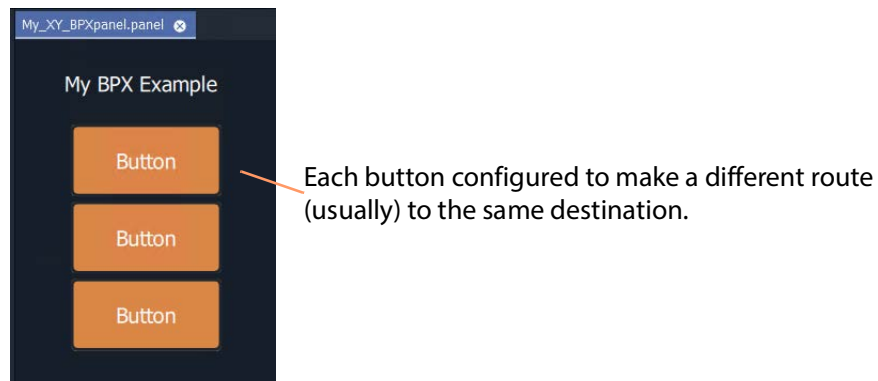 My_XY_BPXpanel.panel
My BPX Example
Button
Each button configured to make a different route
(usually) to the same destination.
Button
Button